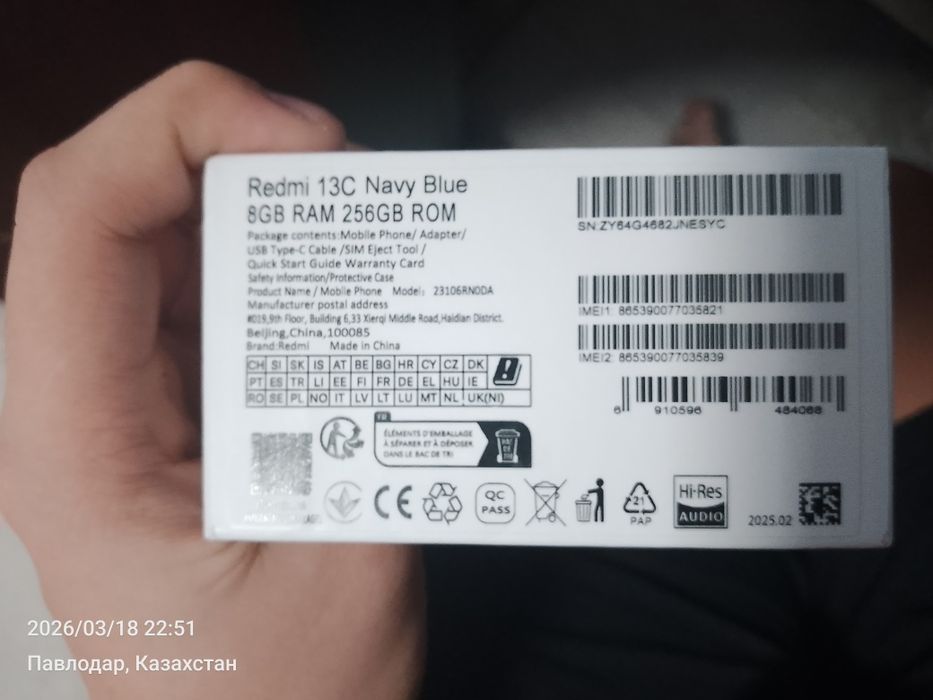 Redmi 13C Navy Blue
8GB RAM 256GB ROM
Package contents:Mobile Phone/ Adapter/
USB Type-C Cable /SIM Eject Tool /
Quick Start Guide Warranty Card
Safety Information/Protective Case
Product Name / Mobile Phone Model: 23106RN0DA
Manufacturer postal address
#019,9th Floor, Building 6,33 Xierqi Middle Road,Haidian District.
Beijing,China,100085
Brand:Redmi Made in China
CH SI SK IS AT BE BG HR CY CZ DK
PT ES TR LI EE FI FR DE EL HU IE
RO SE PL NO IT LV LT LU MT NL UK(NI)
SN:ZY64G4682JNESYC
IMEI1: 865390077035821
IMEI2: 865390077035839
6 910596 484068
FR
ÉLÉMENTS D'EMBALLAGE
À SÉPARER ET À DÉPOSER
DANS LE BAC DE TRI
BAC
DE
TRI
CE
QC
PASS
21
PAP
Hi-Res
AUDIO
2025.02
2026/03/18 22:51
Павлодар, Казахстан